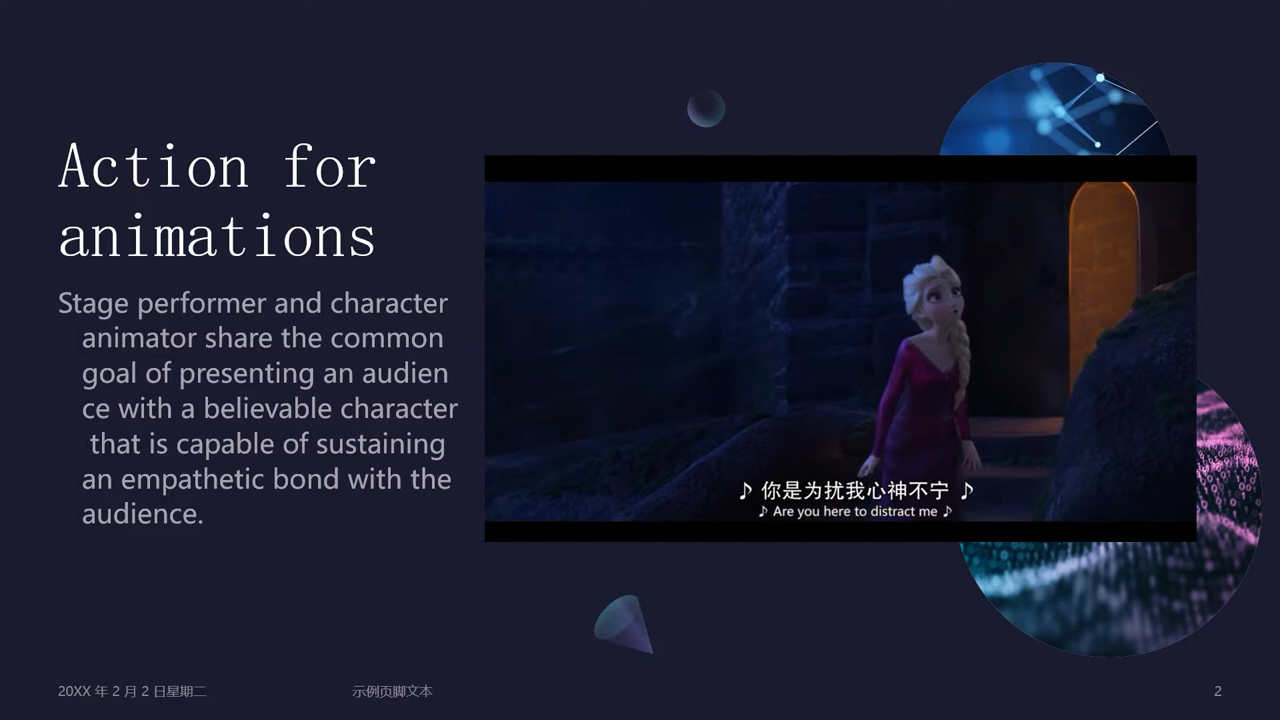 Action for
animations
Stage performer and character
animator share the common
goal of presenting an audien
ce with a believable character
that is capable of sustaining
an empathetic bond with the
audience.
♪ 你是为扰我心神不宁 ♪
♪ Are you here to distract me ♪
20XX 年 2 月 2 日星期二
示例页脚文本
2